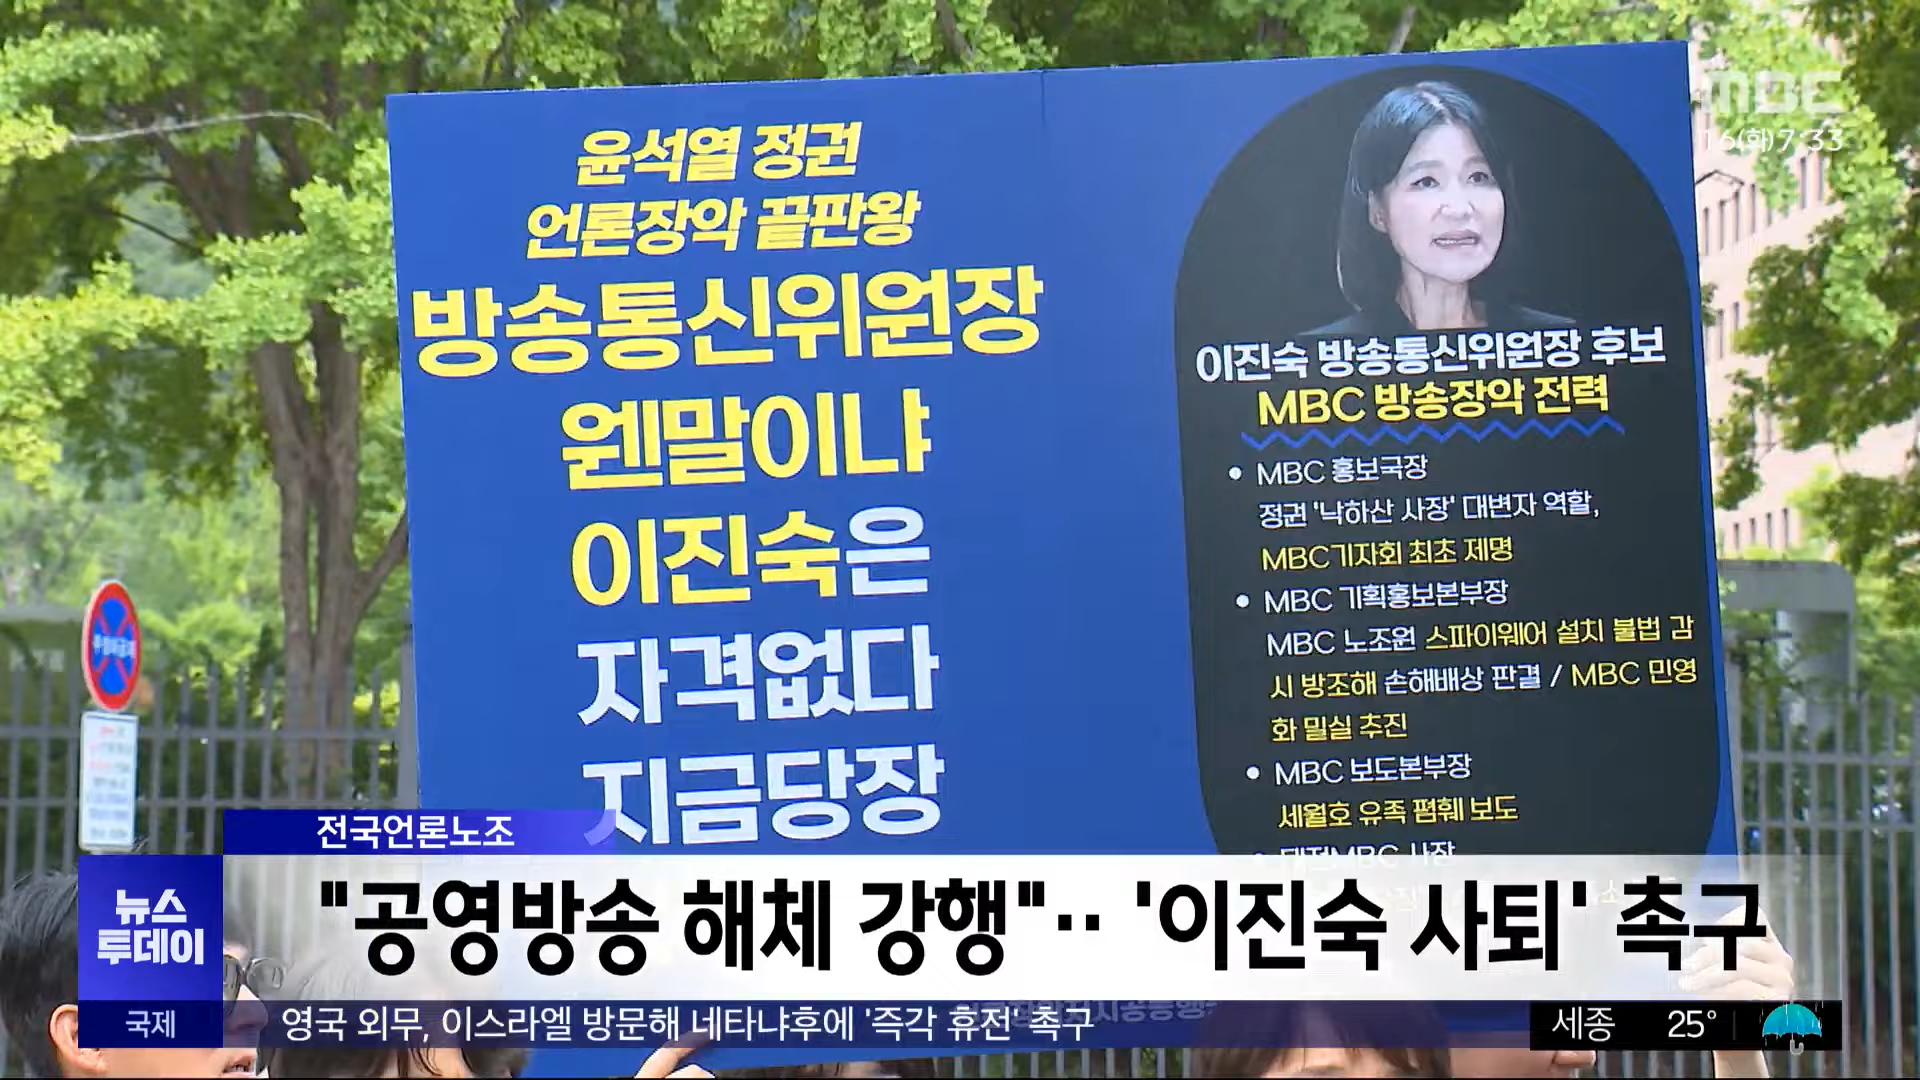 MBC
16(화)7:33
윤석열 정권
언론장악 끝판왕
방송통신위원장
웬말이냐
이진숙은
자격없다
지금당장
이진숙 방송통신위원장 후보
MBC 방송장악 전력
• MBC 홍보국장
정권 '낙하산 사장' 대변자 역할,
MBC기자회 최초 제명
• MBC 기획홍보본부장
MBC 노조원 스파이웨어 설치 불법 감
시 방조해 손해배상 판결 / MBC 민영
화 밀실 추진
• MBC 보도본부장
세월호 유족 폄훼 보도
• 대전MBC 사장
전국언론노조
뉴스
투데이
"공영방송 해체 강행"‥ '이진숙 사퇴' 촉구
국제
영국 외무, 이스라엘 방문해 네타냐후에 '즉각 휴전' 촉구
세종 25°